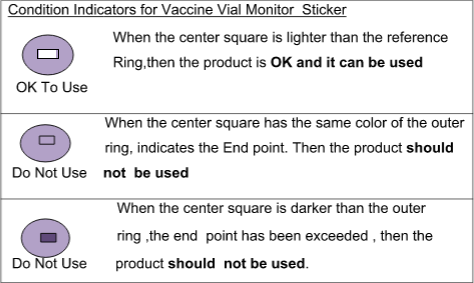 Condition Indicators for Vaccine Vial Monitor Sticker
When the center square is lighter than the reference
Ring,then the product is OK and it can be used
OK To Use
When the center square has the same color of the outer
ring, indicates the End point. Then the product should
Do Not Use not be used
When the center square is darker than the outer
ring ,the end point has been exceeded , then the
Do Not Use product should not be used.